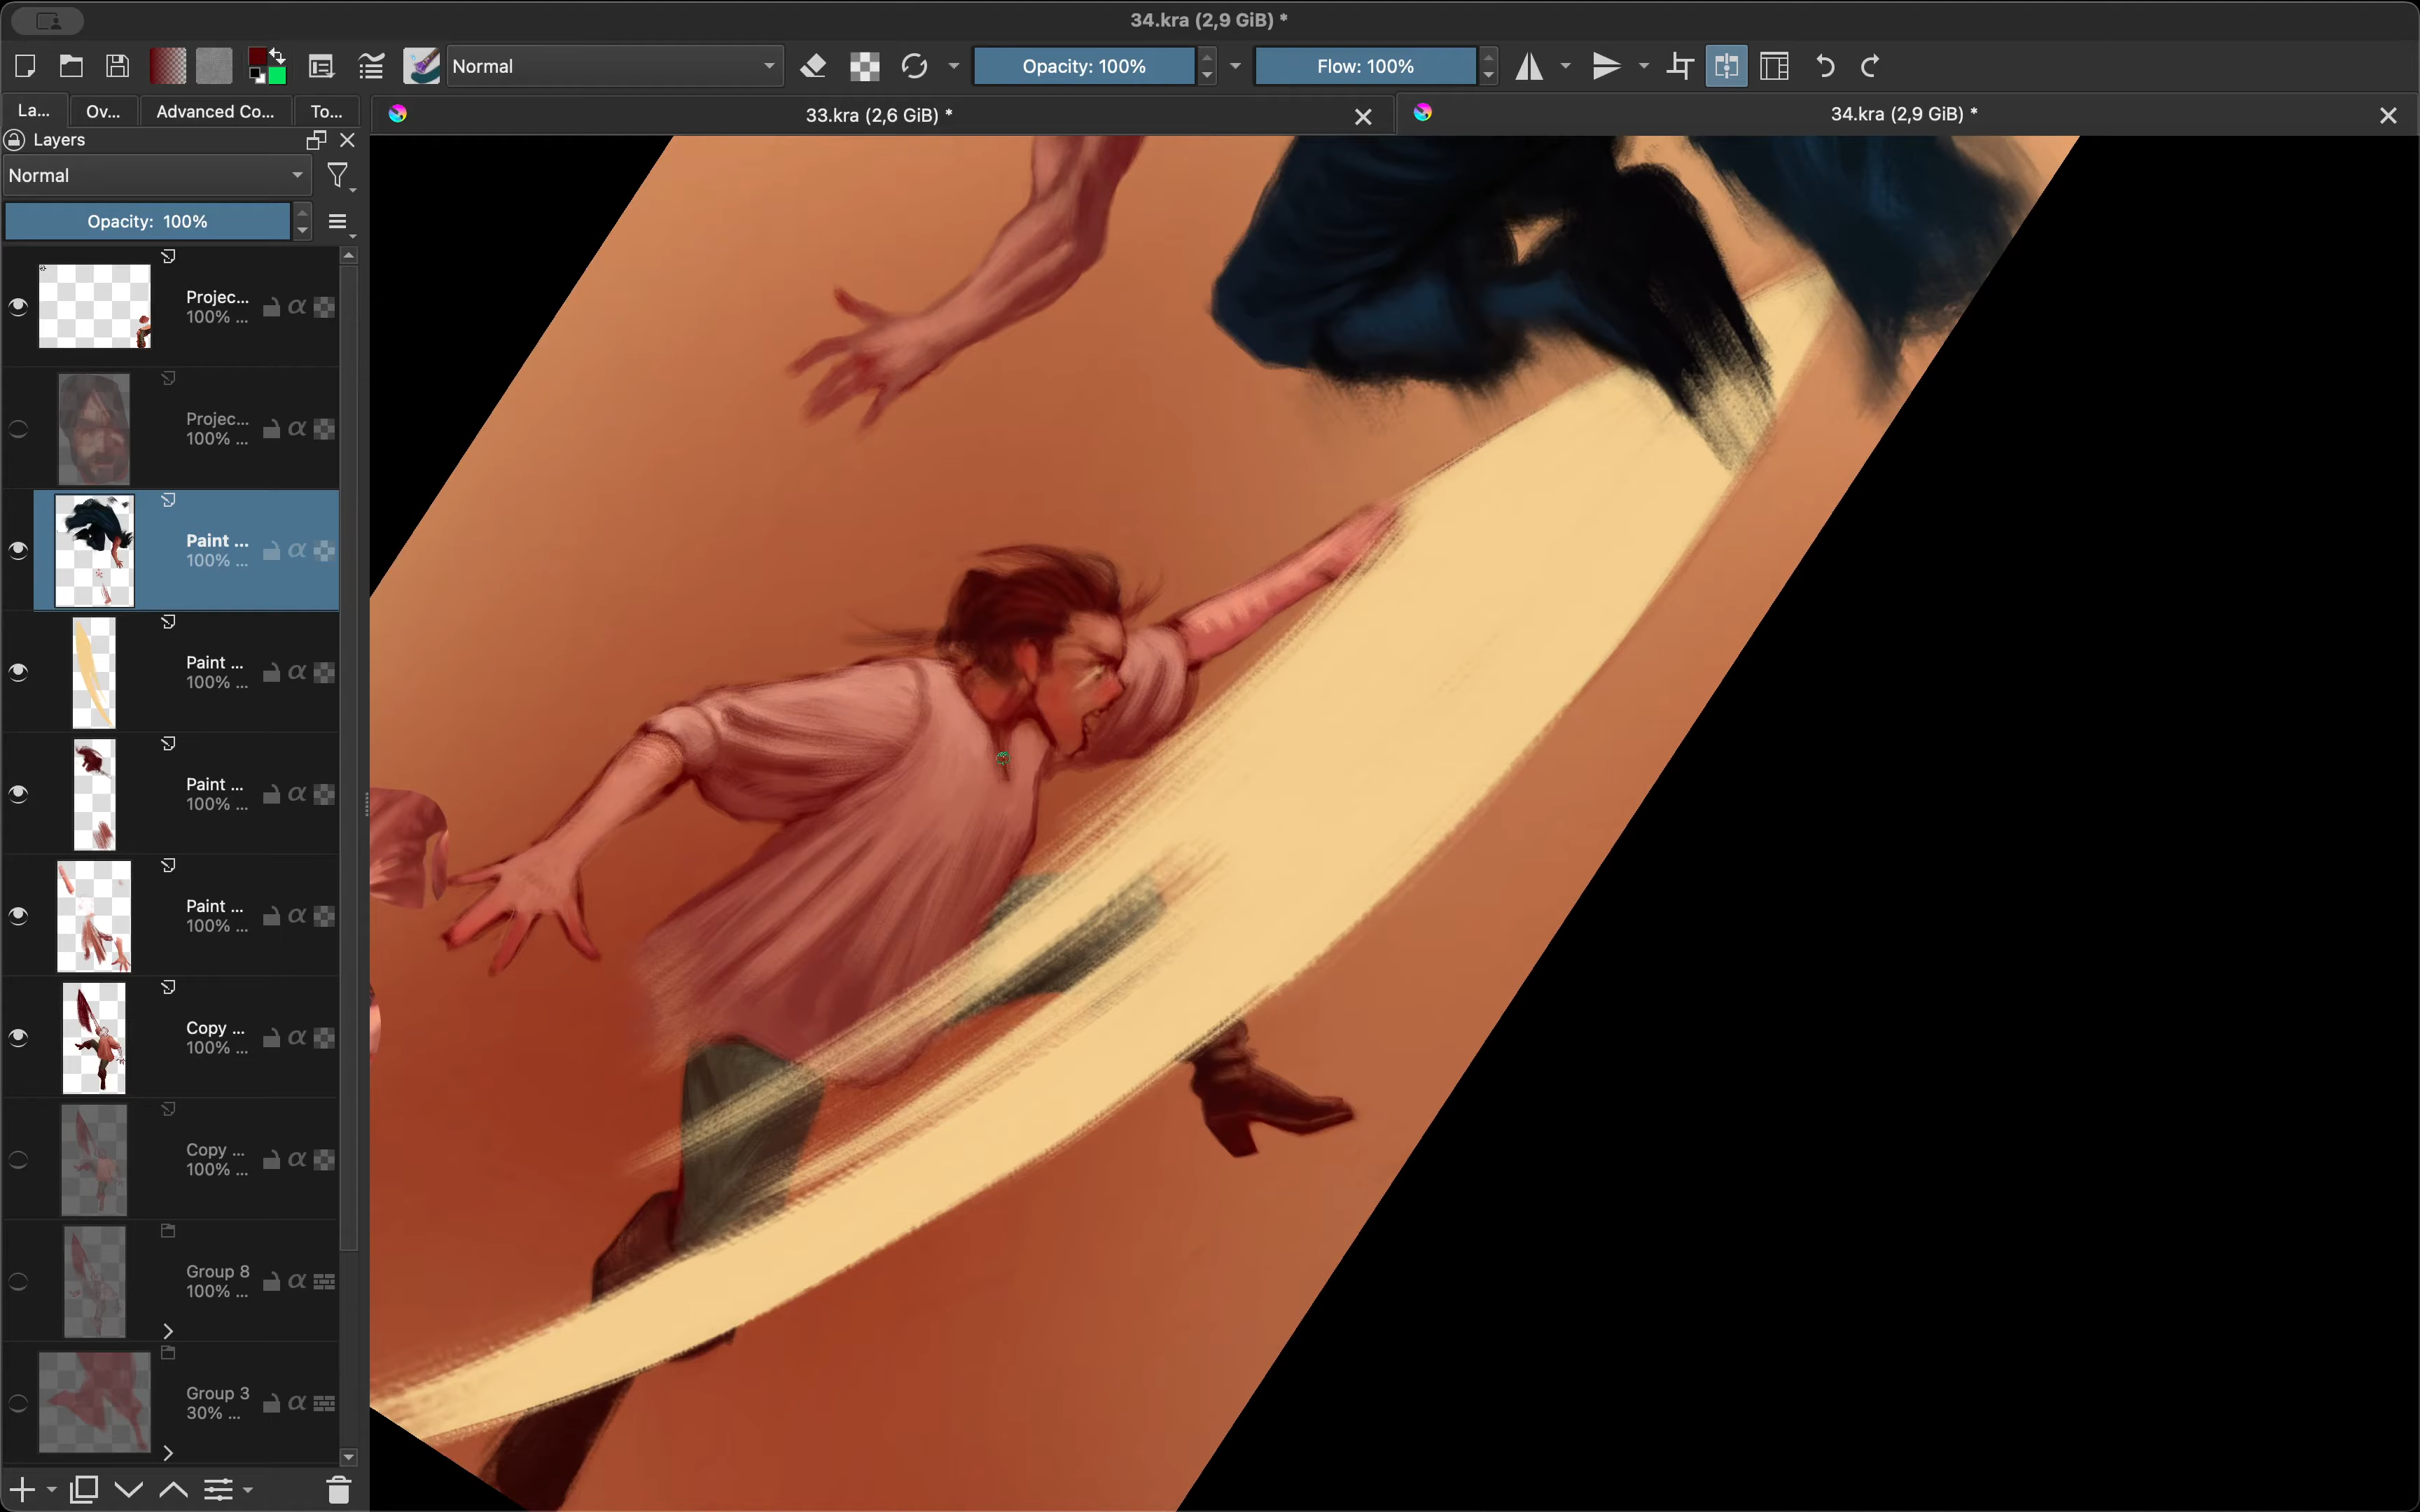 34.kra (2,9 GiB) *
Normal
Opacity: 100%
Flow: 100%
La...
Ov...
Advanced Co...
To...
33.kra (2,6 GiB) *
34.kra (2,9 GiB) *
Layers
Normal
Opacity: 100%
Projec...
100% ...
Projec...
100% ...
Paint ...
100% ...
Paint ...
100% ...
Paint ...
100% ...
Paint ...
100% ...
Copy ...
100% ...
Copy ...
100% ...
Group 8
100% ...
Group 3
30% ...